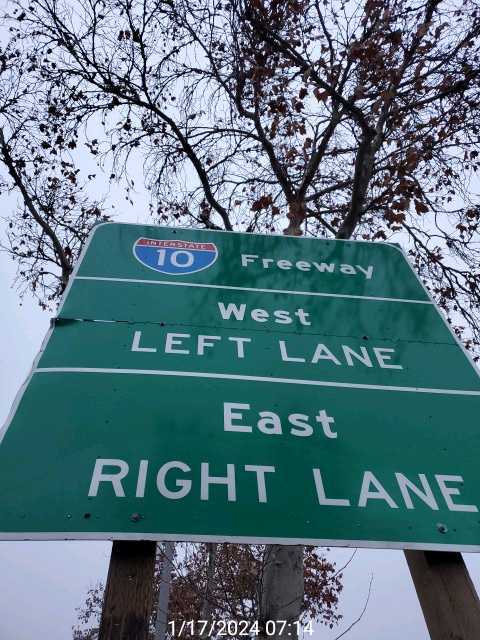 INTERSTATE
10 Freeway
West
LEFT LANE
East
RIGHT LANE
1/17/2024 07:14